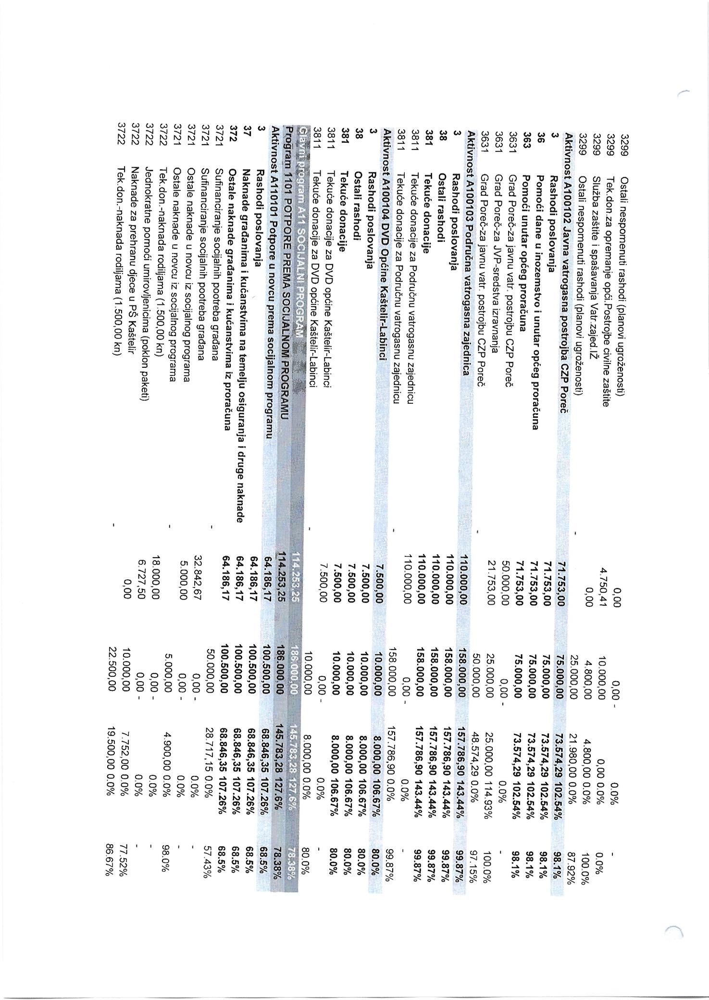 3299 Ostali nespomenuti rashodi (planovi ugroženosti) 0,00 0,00 - 0.0% -
3299 Tek.don.za opremanje opći.Postrojbe civilne zaštite 4.750,41 10.000,00 0,00 0.0% 0.0%
3299 Služba zaštite i spašavanja Vatr.zajed.IŽ 0,00 4.800,00 4.800,00 0.0% 100.0%
3299 Ostali nespomenuti rashodi (planovi ugroženosti) - 25.000,00 21.980,00 0.0% 87.92%
Aktivnost A100102 Javna vatrogasna postrojba CZP Poreč 71.753,00 75.000,00 73.574,29 102.54% 98.1%
3 Rashodi poslovanja 71.753,00 75.000,00 73.574,29 102.54% 98.1%
36 Pomoći dane u inozemstvo i unutar općeg proračuna 71.753,00 75.000,00 73.574,29 102.54% 98.1%
363 Pomoći unutar općeg proračuna 71.753,00 75.000,00 73.574,29 102.54% 98.1%
3631 Grad Poreč-za javnu vatr. postrojbu CZP Poreč 50.000,00 0,00 - 0.0% -
3631 Grad Poreč-za JVP-sredstva izravnanja 21.753,00 25.000,00 25.000,00 114.93% 100.0%
3631 Grad Poreč-za javnu vatr. postrojbu CZP Poreč - 50.000,00 48.574,29 0.0% 97.15%
Aktivnost A100103 Područna vatrogasna zajednica 110.000,00 158.000,00 157.786,90 143.44% 99.87%
3 Rashodi poslovanja 110.000,00 158.000,00 157.786,90 143.44% 99.87%
38 Ostali rashodi 110.000,00 158.000,00 157.786,90 143.44% 99.87%
381 Tekuće donacije 110.000,00 158.000,00 157.786,90 143.44% 99.87%
3811 Tekuće donacije za Područnu vatrogasnu zajednicu 110.000,00 0,00 - 0.0% -
3811 Tekuće donacije za Područnu vatrogasnu zajednicu - 158.000,00 157.786,90 0.0% 99.87%
Aktivnost A100104 DVD Općine Kaštelir-Labinci 7.500,00 10.000,00 8.000,00 106.67% 80.0%
3 Rashodi poslovanja 7.500,00 10.000,00 8.000,00 106.67% 80.0%
38 Ostali rashodi 7.500,00 10.000,00 8.000,00 106.67% 80.0%
381 Tekuće donacije 7.500,00 10.000,00 8.000,00 106.67% 80.0%
3811 Tekuće donacije za DVD općine Kaštelir-Labinci 7.500,00 0,00 - 0.0% -
3811 Tekuće donacije za DVD općine Kaštelir-Labinci - 10.000,00 8.000,00 0.0% 80.0%
Glavni program A11 SOCIJALNI PROGRAM 114.253,25 186.000,00 145.783,28 127.6% 78.38%
Program 1101 POTPORE PREMA SOCIJALNOM PROGRAMU 114.253,25 186.000,00 145.783,28 127.6% 78.38%
Aktivnost A110101 Potpore u novcu prema socijalnom programu 64.186,17 100.500,00 68.846,35 107.26% 68.5%
3 Rashodi poslovanja 64.186,17 100.500,00 68.846,35 107.26% 68.5%
37 Naknade građanima i kućanstvima na temelju osiguranja i druge naknade 64.186,17 100.500,00 68.846,35 107.26% 68.5%
372 Ostale naknade građanima i kućanstvima iz proračuna 64.186,17 100.500,00 68.846,35 107.26% 68.5%
3721 Sufinanciranje socijalnih potreba građana - 50.000,00 28.717,15 0.0% 57.43%
3721 Sufinanciranje socijalnih pootreba građana 32.842,67 0,00 - 0.0% -
3721 Ostale naknade u novcu iz socijalnog programa 5.000,00 0,00 - 0.0% -
3721 Ostale naknade u novcu iz socijalnog programa - 5.000,00 4.900,00 0.0% 98.0%
3722 Tek.don.-naknada rodiljama (1.500,00 kn) 18.000,00 0,00 - 0.0% -
3722 Jednokratne pomoći umirovljenicima (poklon paketi) 6.727,50 0,00 - 0.0% -
3722 Naknade za prehranu djece u PŠ Kaštelir 0,00 10.000,00 7.752,00 0.0% 77.52%
3722 Tek.don.-naknada rodiljama (1.500,00 kn) - 22.500,00 19.500,00 0.0% 86.67%